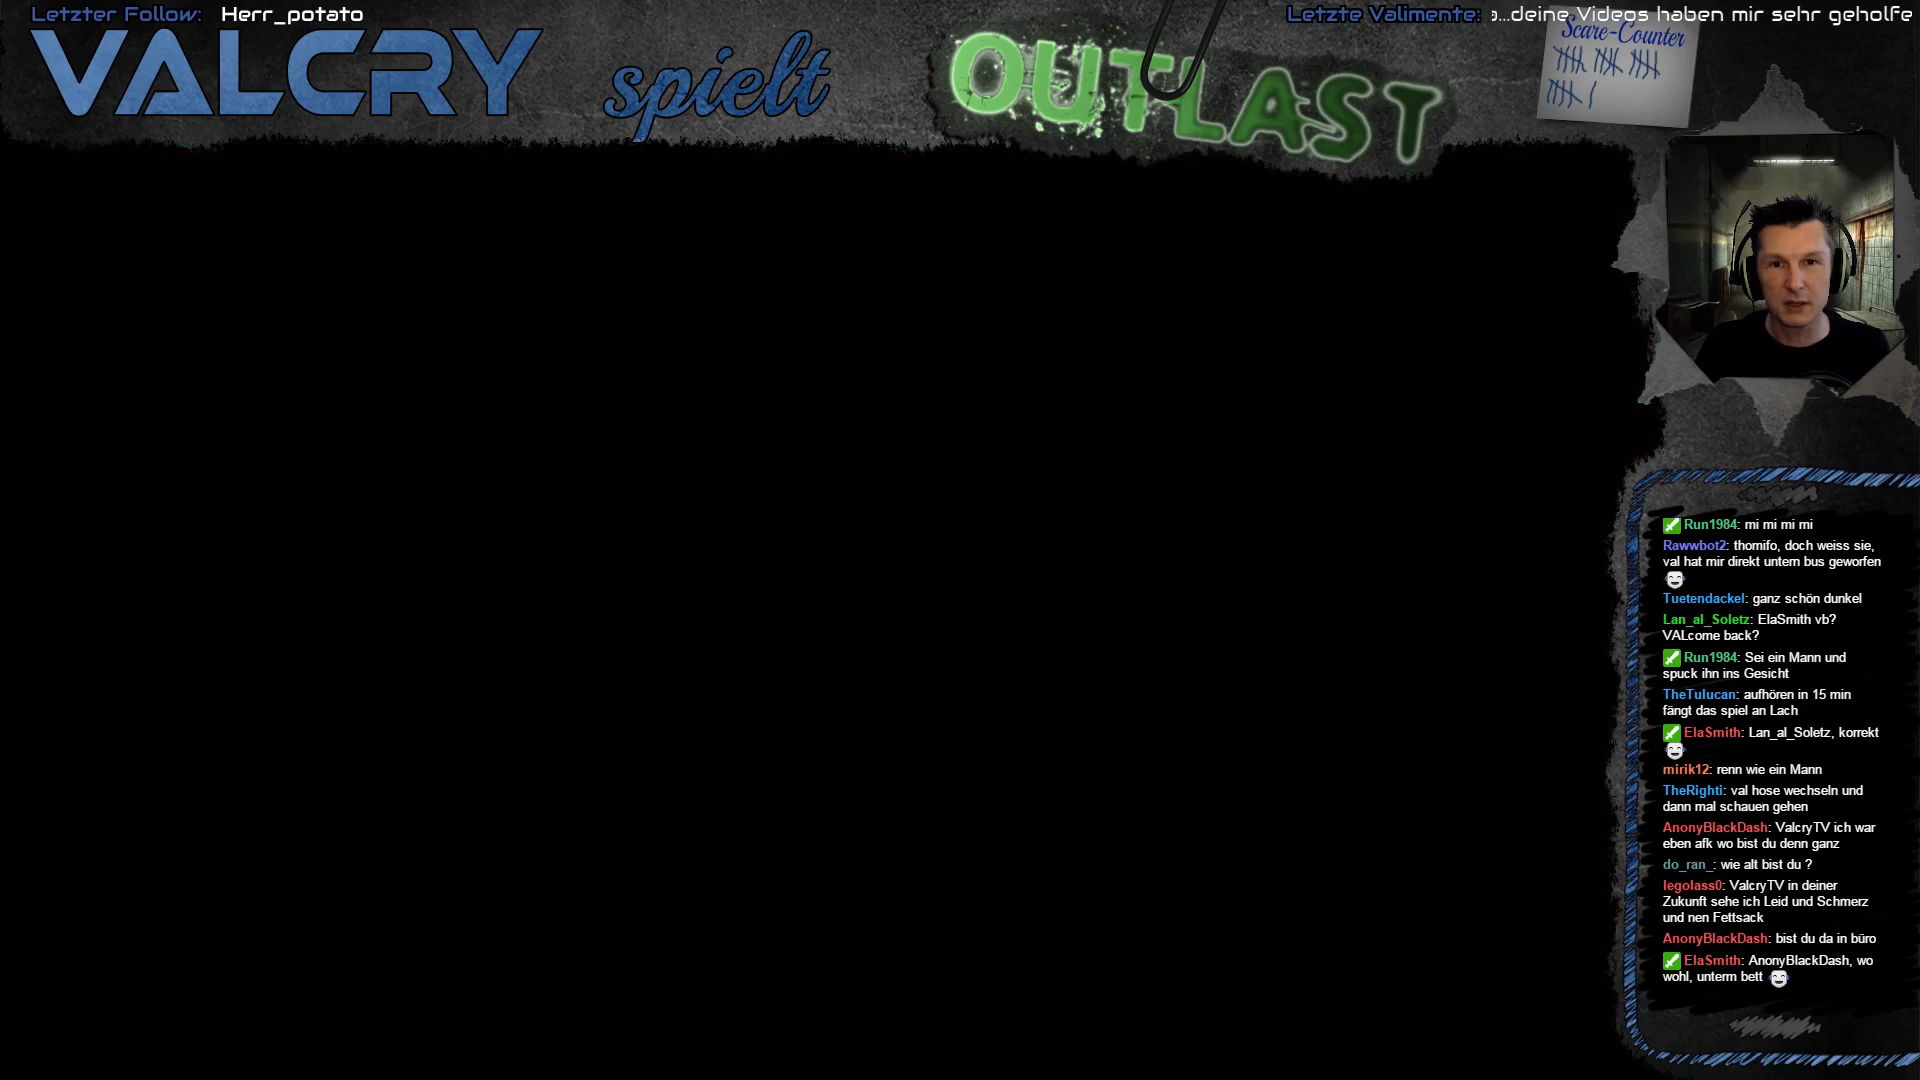 Letzter Follow: Herr_potato
Letzte Valimente: ...deine Videos haben mir sehr geholfe
VALCRY spielt OUTLAST
Scare-Counter
Run1984: mi mi mi mi
Rawwbot2: thomifo, doch weiss sie,
val hat mir direkt untern bus geworfen
Tuetendackel: ganz schön dunkel
Lan_al_Soletz: ElaSmith vb?
VALcome back?
Run1984: Sei ein Mann und
spuck ihn ins Gesicht
TheTulucan: aufhören in 15 min
fängt das spiel an Lach
ElaSmith: Lan_al_Soletz, korrekt
mirik12: renn wie ein Mann
TheRighti: val hose wechseln und
dann mal schauen gehen
AnonyBlackDash: ValcryTV ich war
eben afk wo bist du denn ganz
do_ran_: wie alt bist du ?
legolass0: ValcryTV in deiner
Zukunft sehe ich Leid und Schmerz
und nen Fettsack
AnonyBlackDash: bist du da in büro
ElaSmith: AnonyBlackDash, wo
wohl, unterm bett